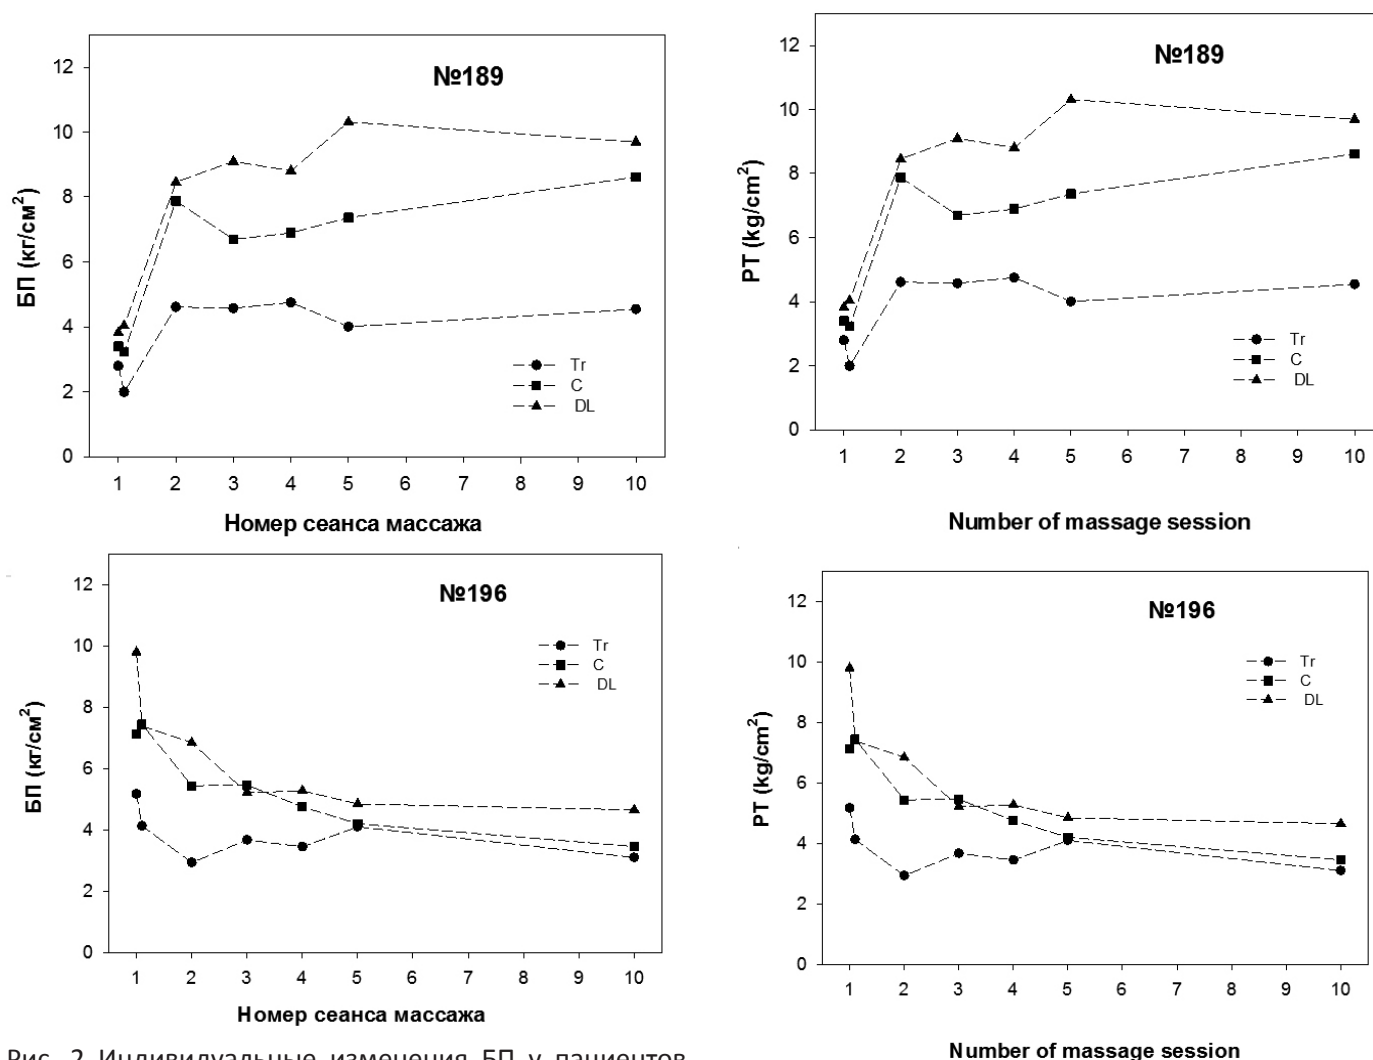 №189
12
10
8
6
4
2
0
БП (кг/см²)
Tr
C
DL
1 2 3 4 5 6 7 8 9 10
Номер сеанса массажа
№189
12
10
8
6
4
2
0
PT (kg/cm²)
Tr
C
DL
1 2 3 4 5 6 7 8 9 10
Number of massage session
№196
12
10
8
6
4
2
0
БП (кг/см²)
Tr
C
DL
1 2 3 4 5 6 7 8 9 10
Номер сеанса массажа
№196
12
10
8
6
4
2
0
PT (kg/cm²)
Tr
C
DL
1 2 3 4 5 6 7 8 9 10
Number of massage session
Рис. 2 Индивидуальные изменения БП у пациентов